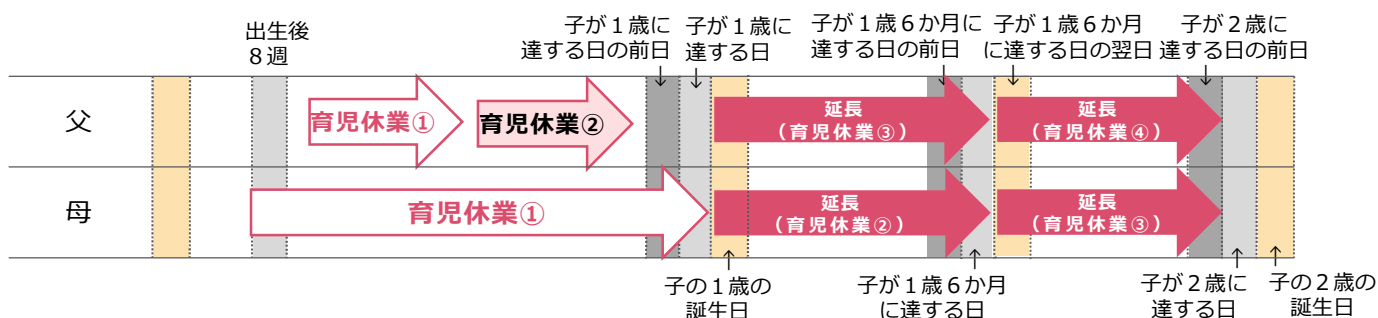 出生後
８週
子が１歳に
達する日の前日
子が１歳に
達する日
子が１歳６か月に
達する日の前日
子が１歳６か月
に達する日の翌日
子が２歳に
達する日の前日
父
育児休業①
育児休業②
延長
（育児休業③）
延長
（育児休業④）
母
育児休業①
延長
（育児休業②）
延長
（育児休業③）
子の１歳の
誕生日
子が１歳６か月
に達する日
子が２歳に
達する日
子の２歳の
誕生日